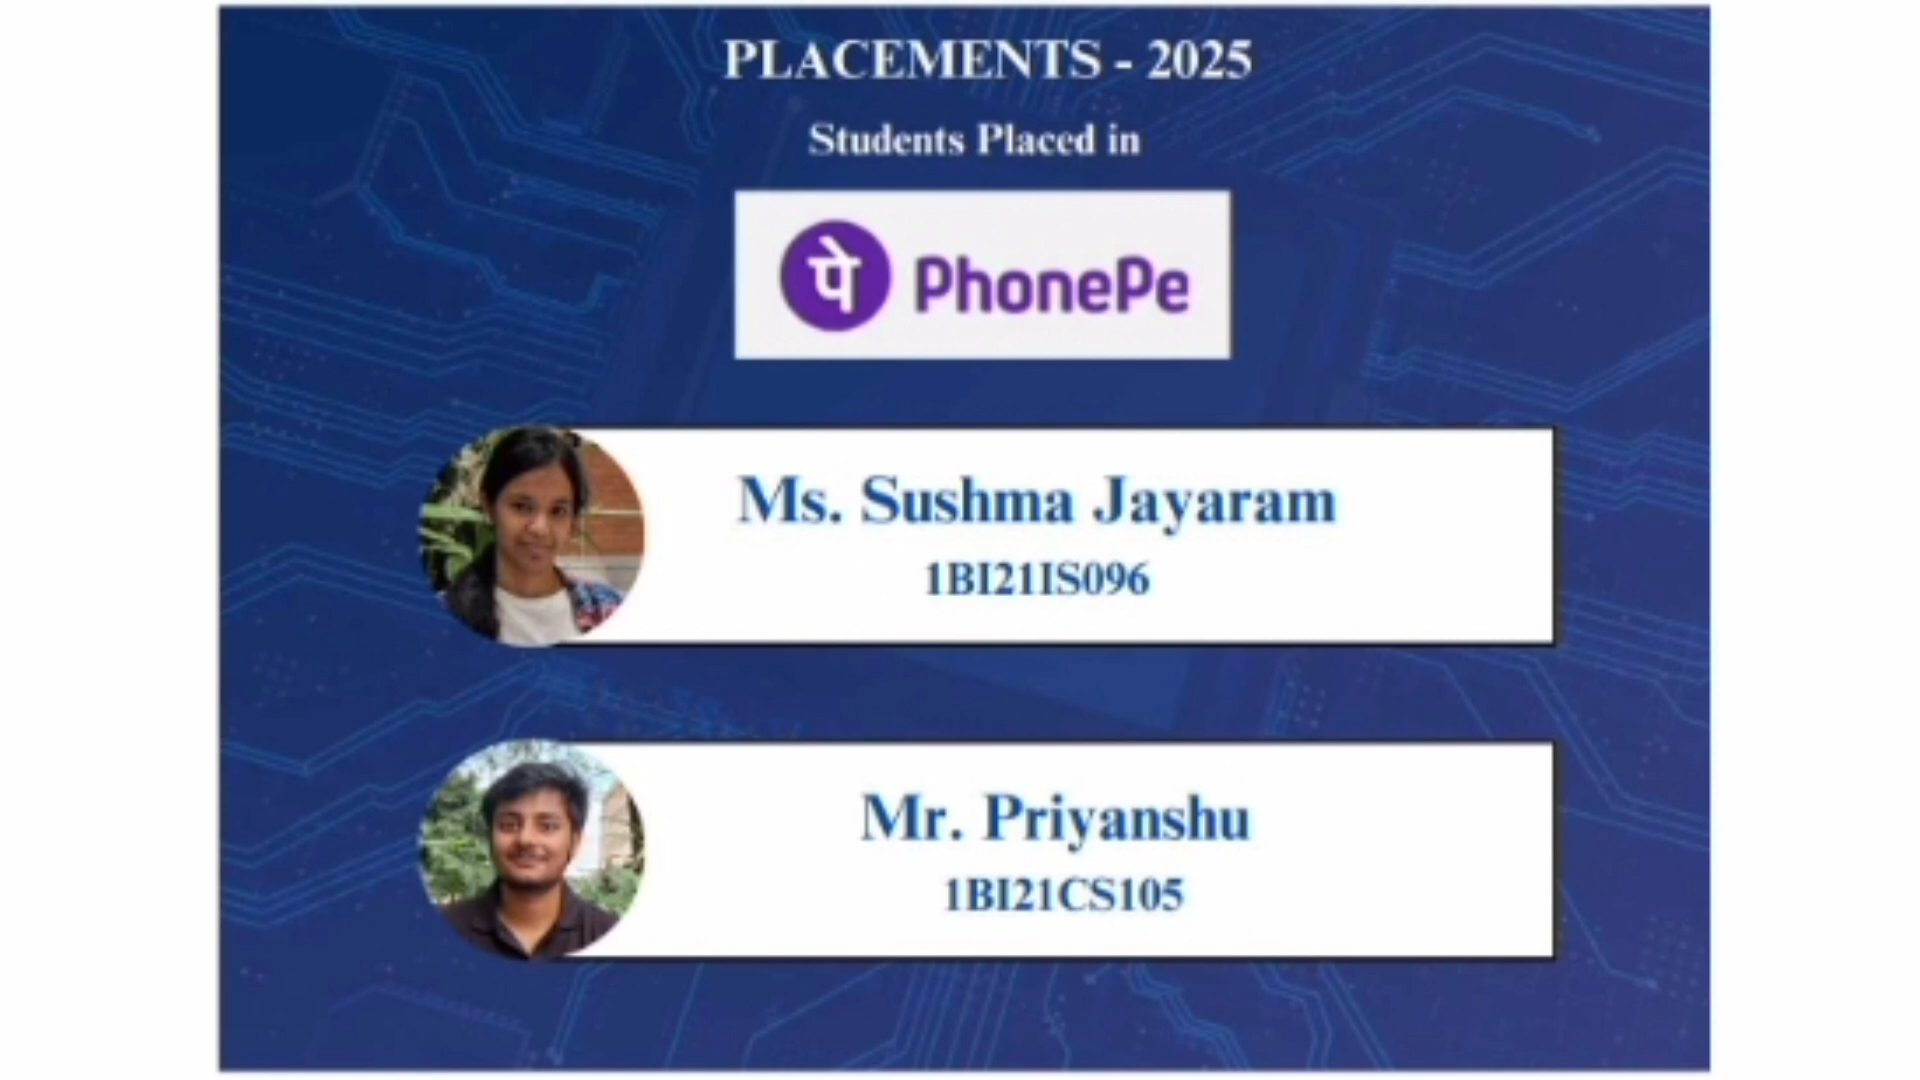 PLACEMENTS - 2025
Students Placed in
पे PhonePe
Ms. Sushma Jayaram
1BI21IS096
Mr. Priyanshu
1BI21CS105